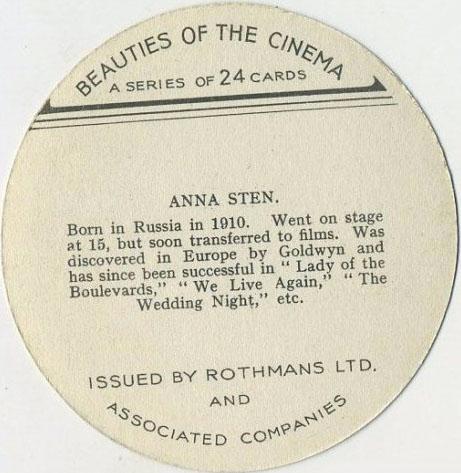 BEAUTIES OF THE CINEMA
A SERIES OF 24 CARDS
ANNA STEN.
Born in Russia in 1910. Went on stage
at 15, but soon transferred to films. Was
discovered in Europe by Goldwyn and
has since been successful in “ Lady of the
Boulevards,” “ We Live Again,” “ The
Wedding Night,” etc.
ISSUED BY ROTHMANS LTD.
AND
ASSOCIATED COMPANIES